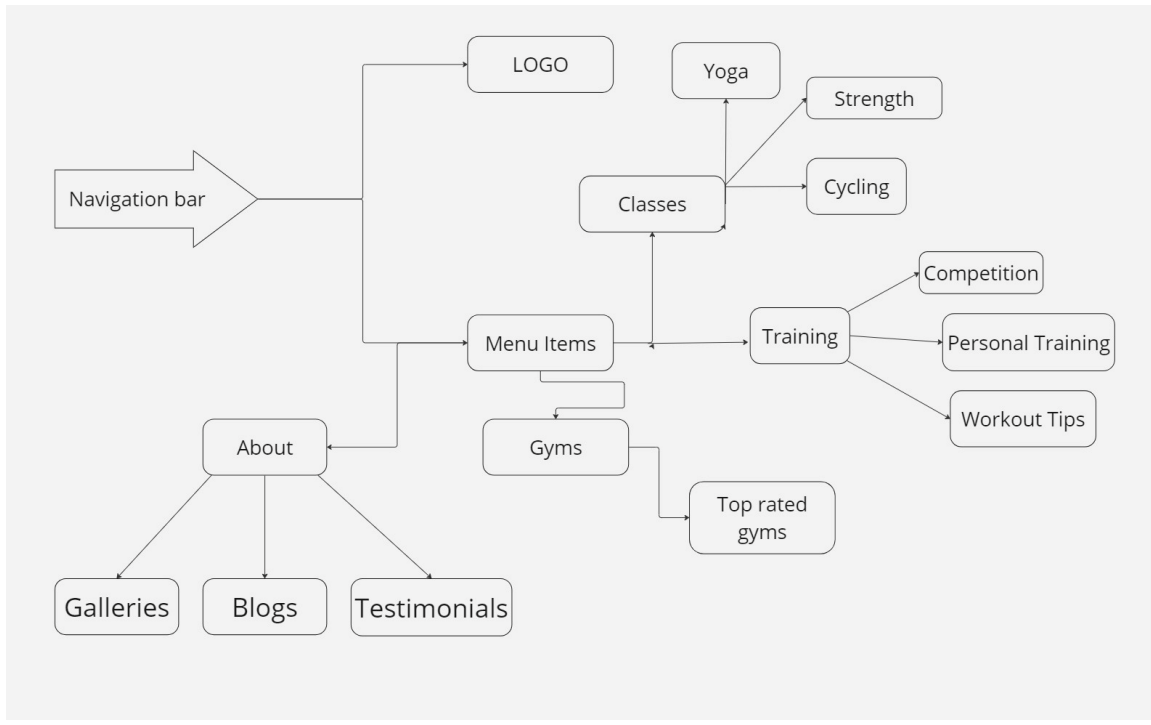 LOGO
Yoga
Strength
Navigation bar
Classes
Cycling
Competition
Menu Items
Training
Personal Training
Workout Tips
About
Gyms
Top rated
gyms
Galleries
Blogs
Testimonials